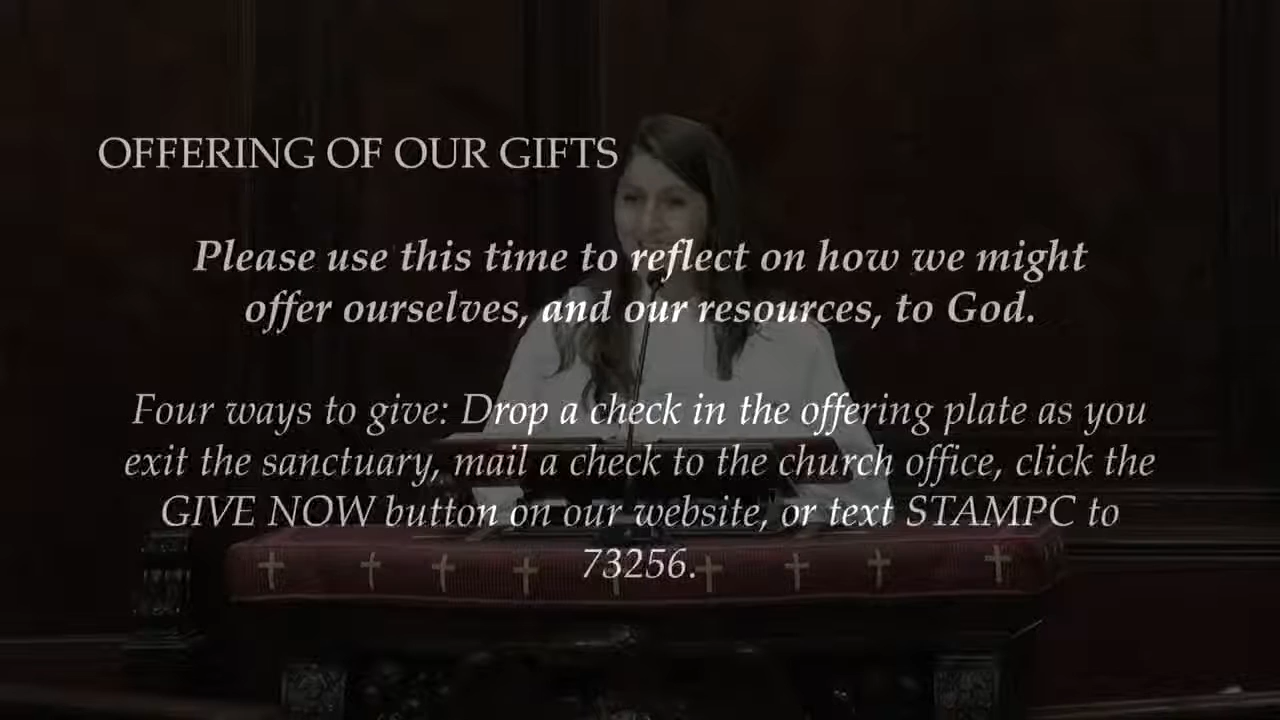 OFFERING OF OUR GIFTS
Please use this time to reflect on how we might
offer ourselves, and our resources, to God.
Four ways to give: Drop a check in the offering plate as you
exit the sanctuary, mail a check to the church office, click the
GIVE NOW button on our website, or text STAMPC to
73256.